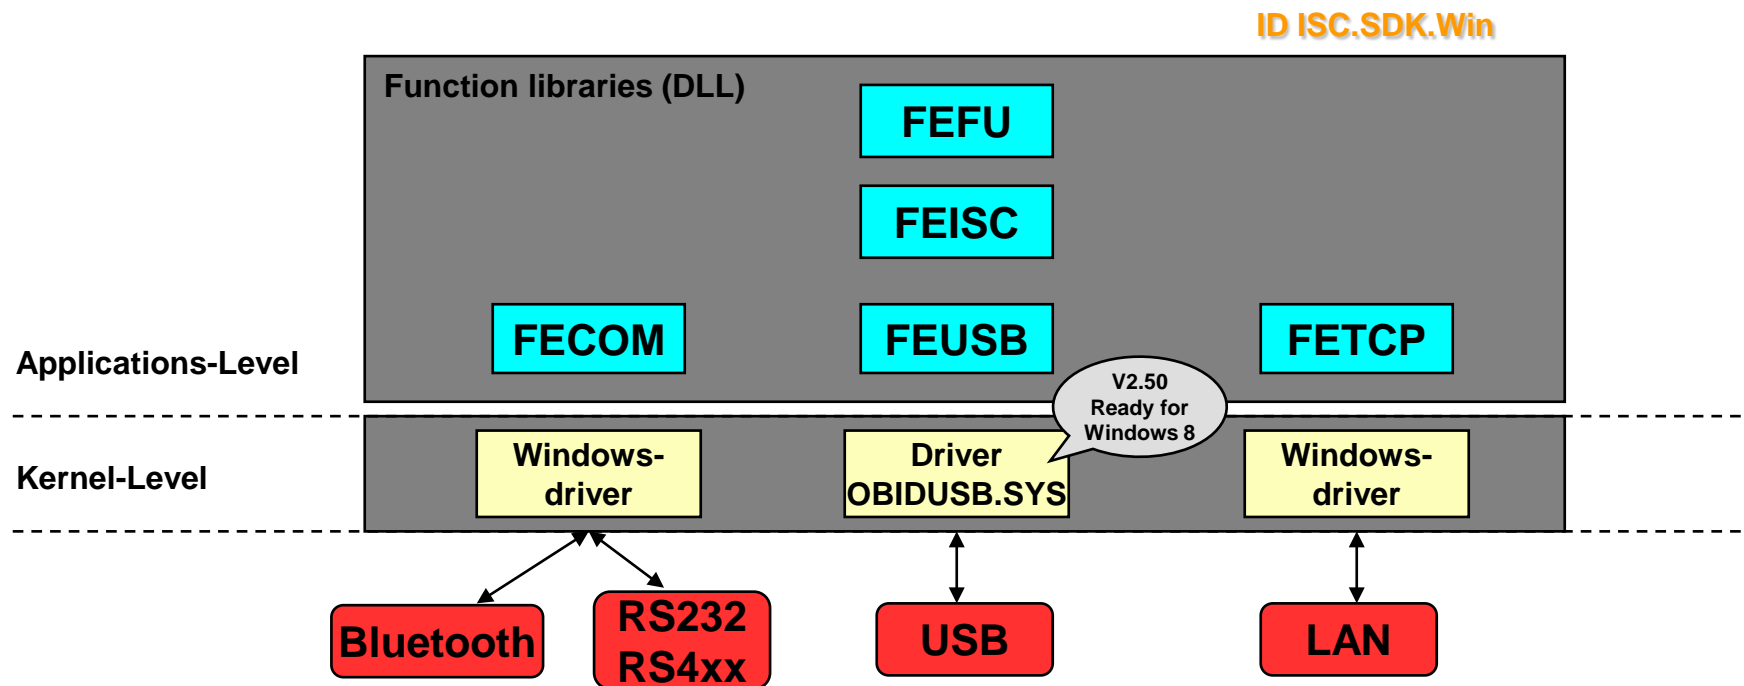 ID ISC.SDK.Win
Function libraries (DLL)
FEFU
FEISC
FECOM
FEUSB
FETCP
Applications-Level
V2.50
Ready for
Windows 8
Kernel-Level
Windows-
driver
Driver
OBIDUSB.SYS
Windows-
driver
Bluetooth
RS232
RS4xx
USB
LAN